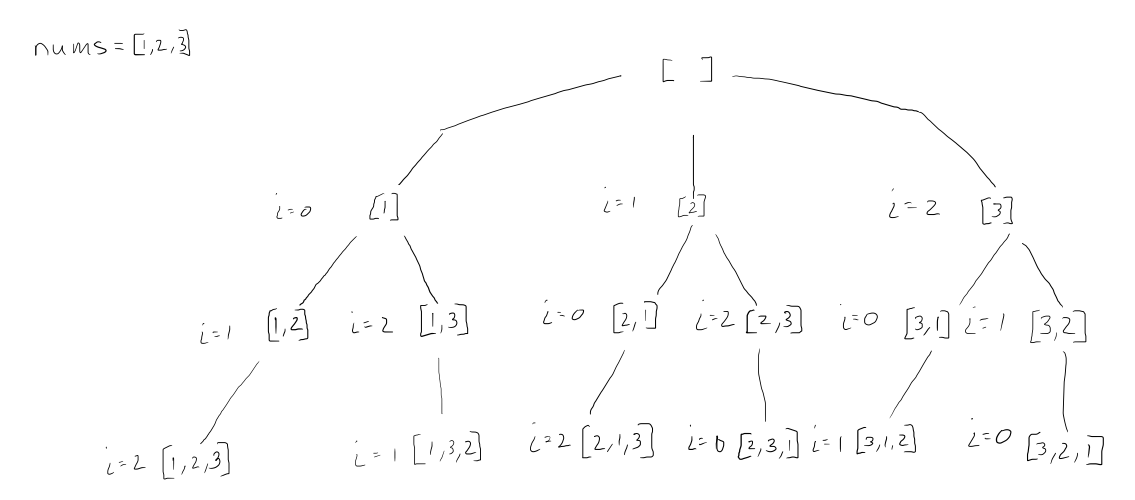 nums = [1,2,3]
[ ]
i=0 [1] i=1 [2] i=2 [3]
i=1 [1,2] i=2 [1,3] i=0 [2,1] i=2 [2,3] i=0 [3,1] i=1 [3,2]
i=2 [1,2,3] i=1 [1,3,2] i=2 [2,1,3] i=0 [2,3,1] i=1 [3,1,2] i=0 [3,2,1]